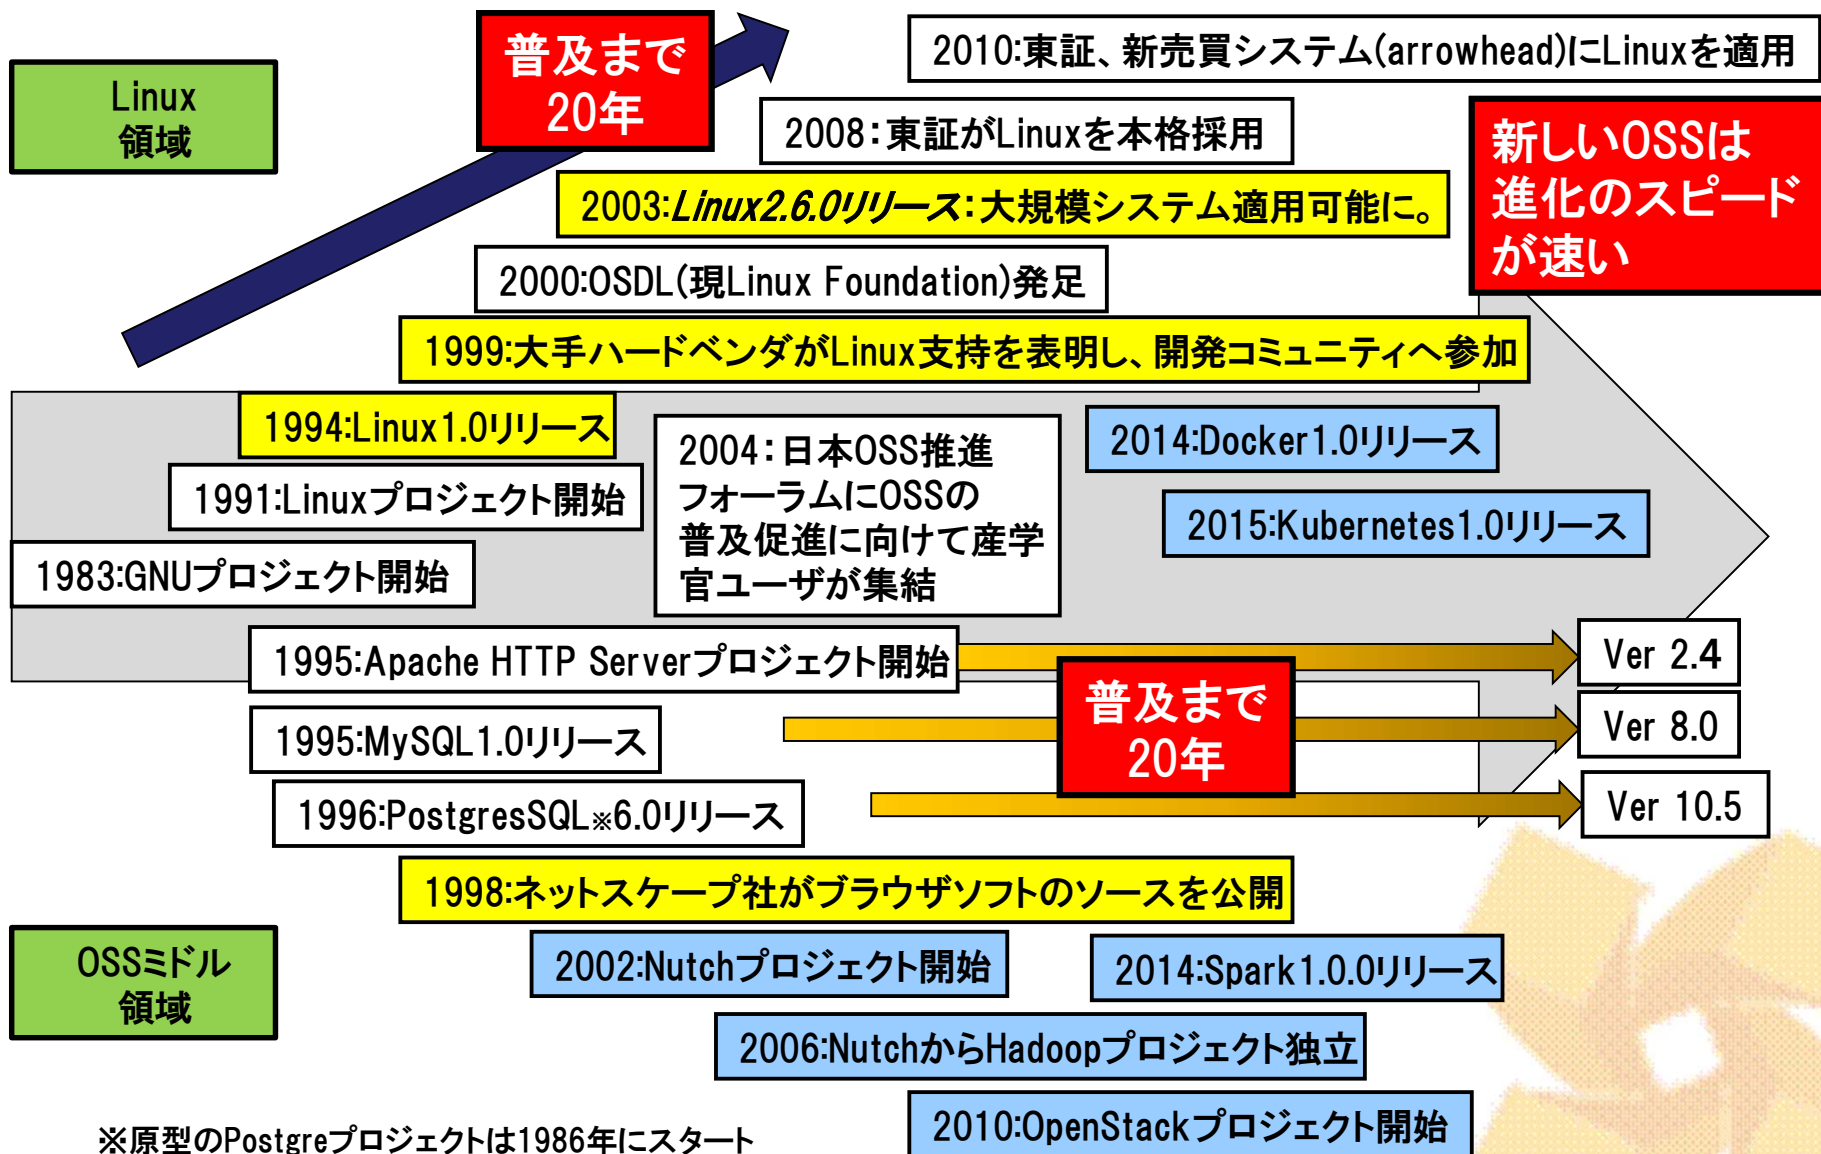 普及まで
20年
2010:東証、新売買システム(arrowhead)にLinuxを適用
Linux
領域
2008：東証がLinuxを本格採用
新しいOSSは
進化のスピード
が速い
2003:Linux2.6.0リリース：大規模システム適用可能に。
2000:OSDL(現Linux Foundation)発足
1999:大手ハードベンダがLinux支持を表明し、開発コミュニティへ参加
1994:Linux1.0リリース
2004：日本OSS推進
フォーラムにOSSの
普及促進に向けて産学
官ユーザが集結
2014:Docker1.0リリース
1991:Linuxプロジェクト開始
2015:Kubernetes1.0リリース
1983:GNUプロジェクト開始
1995:Apache HTTP Serverプロジェクト開始
Ver 2.4
普及まで
20年
1995:MySQL1.0リリース
Ver 8.0
1996:PostgresSQL※6.0リリース
Ver 10.5
1998:ネットスケープ社がブラウザソフトのソースを公開
OSSミドル
領域
2002:Nutchプロジェクト開始
2014:Spark1.0.0リリース
2006:NutchからHadoopプロジェクト独立
2010:OpenStackプロジェクト開始
※原型のPostgreプロジェクトは1986年にスタート